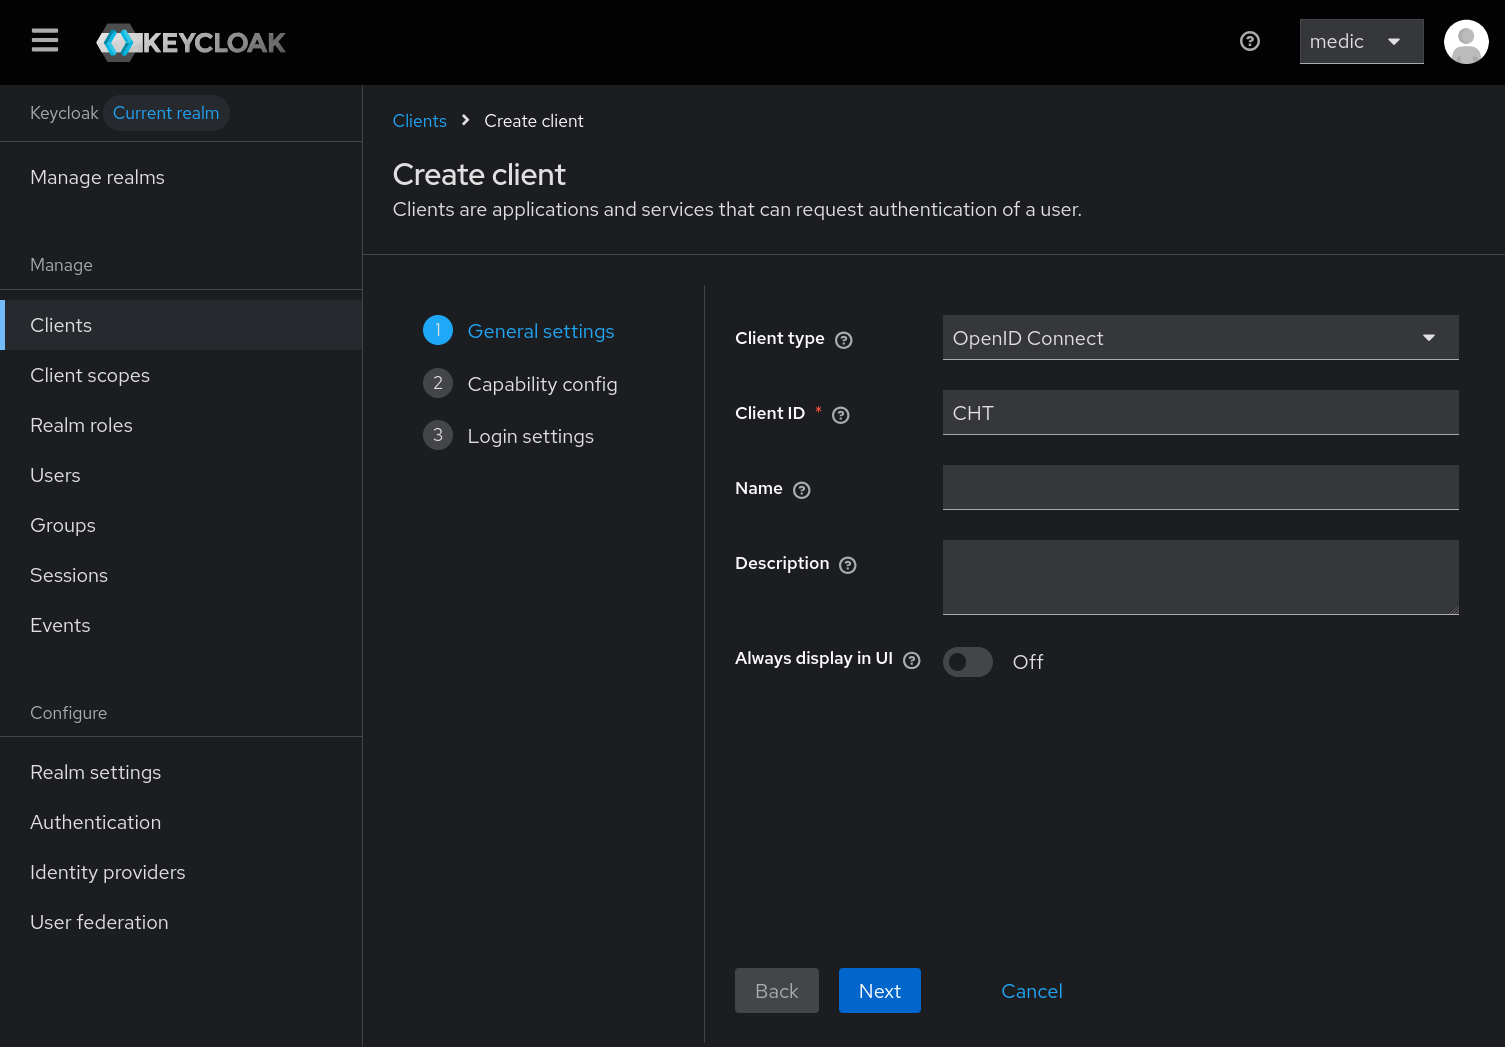 KEYCLOAK
medic
Keycloak Current realm
Manage realms
Manage
Clients
Client scopes
Realm roles
Users
Groups
Sessions
Events
Configure
Realm settings
Authentication
Identity providers
User federation
Clients > Create client
Create client
Clients are applications and services that can request authentication of a user.
1 General settings
2 Capability config
3 Login settings
Client type ? OpenID Connect
Client ID * ? CHT
Name ?
Description ?
Always display in UI ? Off
Back Next Cancel